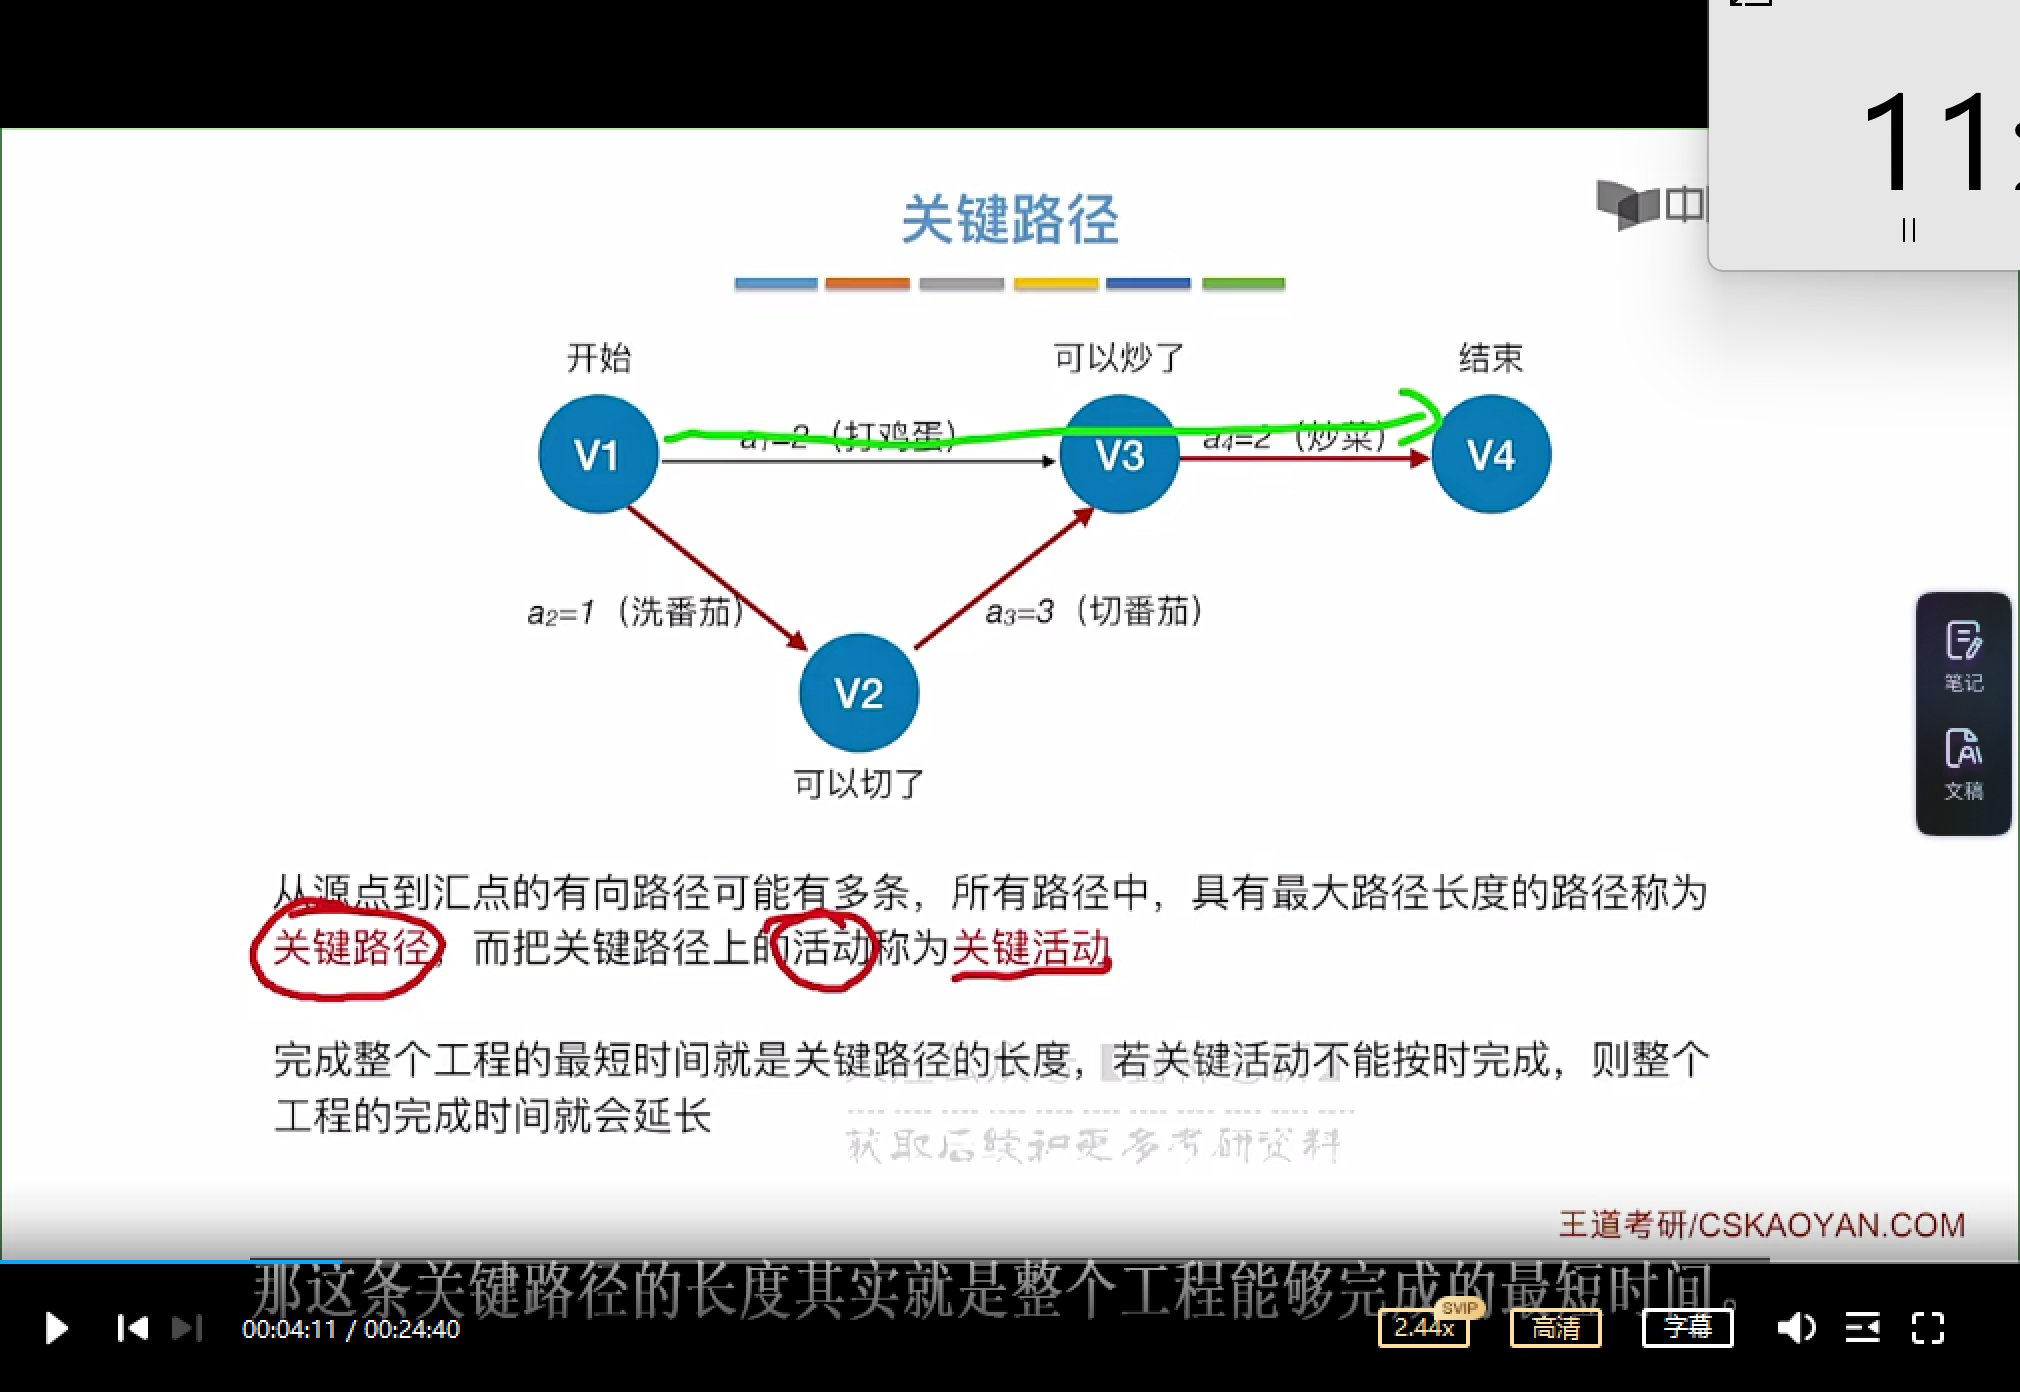 11:
关键路径
中
开始
可以炒了
结束
a1=2（打鸡蛋）
a4=2（炒菜）
V1
V3
V4
a2=1（洗番茄）
a3=3（切番茄）
V2
可以切了
笔记
文稿
从源点到汇点的有向路径可能有多条，所有路径中，具有最大路径长度的路径称为
关键路径，而把关键路径上的活动称为关键活动
完成整个工程的最短时间就是关键路径的长度，若关键活动不能按时完成，则整个
工程的完成时间就会延长
获取后续和更多考研资料
王道考研/CSKAOYAN.COM
那这条关键路径的长度其实就是整个工程能够完成的最短时间。
00:04:11 / 00:24:40
SVIP
2.44x
高清
字幕